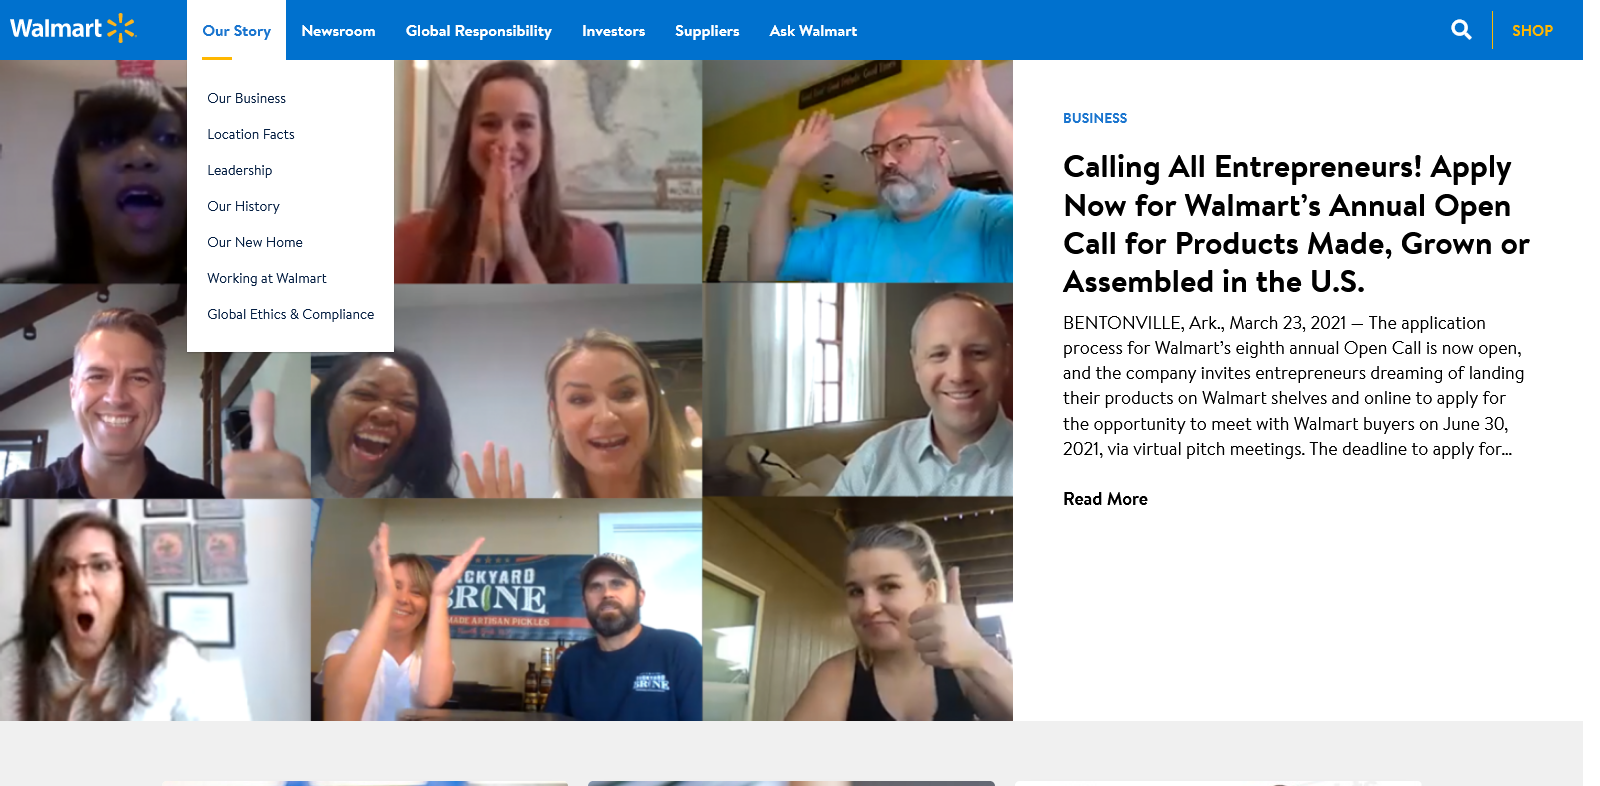 Walmart
Our Story
Newsroom
Global Responsibility
Investors
Suppliers
Ask Walmart
SHOP
Our Business
Location Facts
Leadership
Our History
Our New Home
Working at Walmart
Global Ethics & Compliance
BUSINESS
Calling All Entrepreneurs! Apply
Now for Walmart’s Annual Open
Call for Products Made, Grown or
Assembled in the U.S.
BENTONVILLE, Ark., March 23, 2021 — The application
process for Walmart’s eighth annual Open Call is now open,
and the company invites entrepreneurs dreaming of landing
their products on Walmart shelves and online to apply for
the opportunity to meet with Walmart buyers on June 30,
2021, via virtual pitch meetings. The deadline to apply for...
Read More
BRINE
MADE ARTISAN PICKLES
BRINE